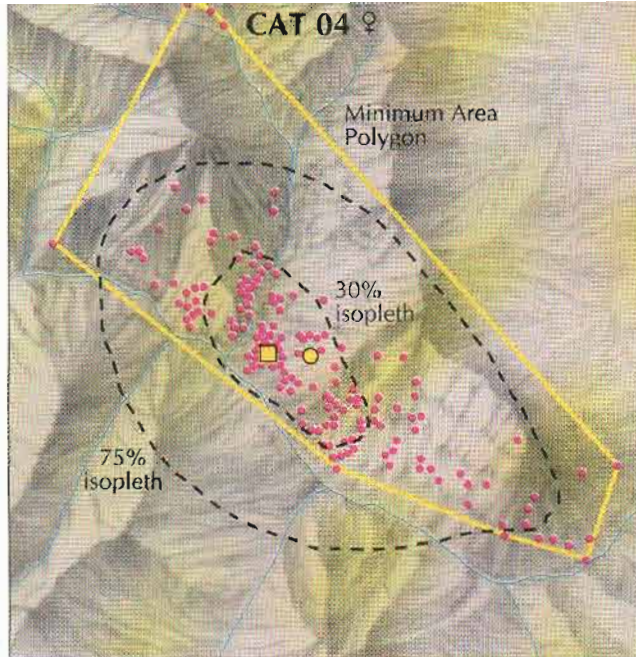 CAT 04 ♀
Minimum Area
Polygon
30%
isopleth
75%
isopleth